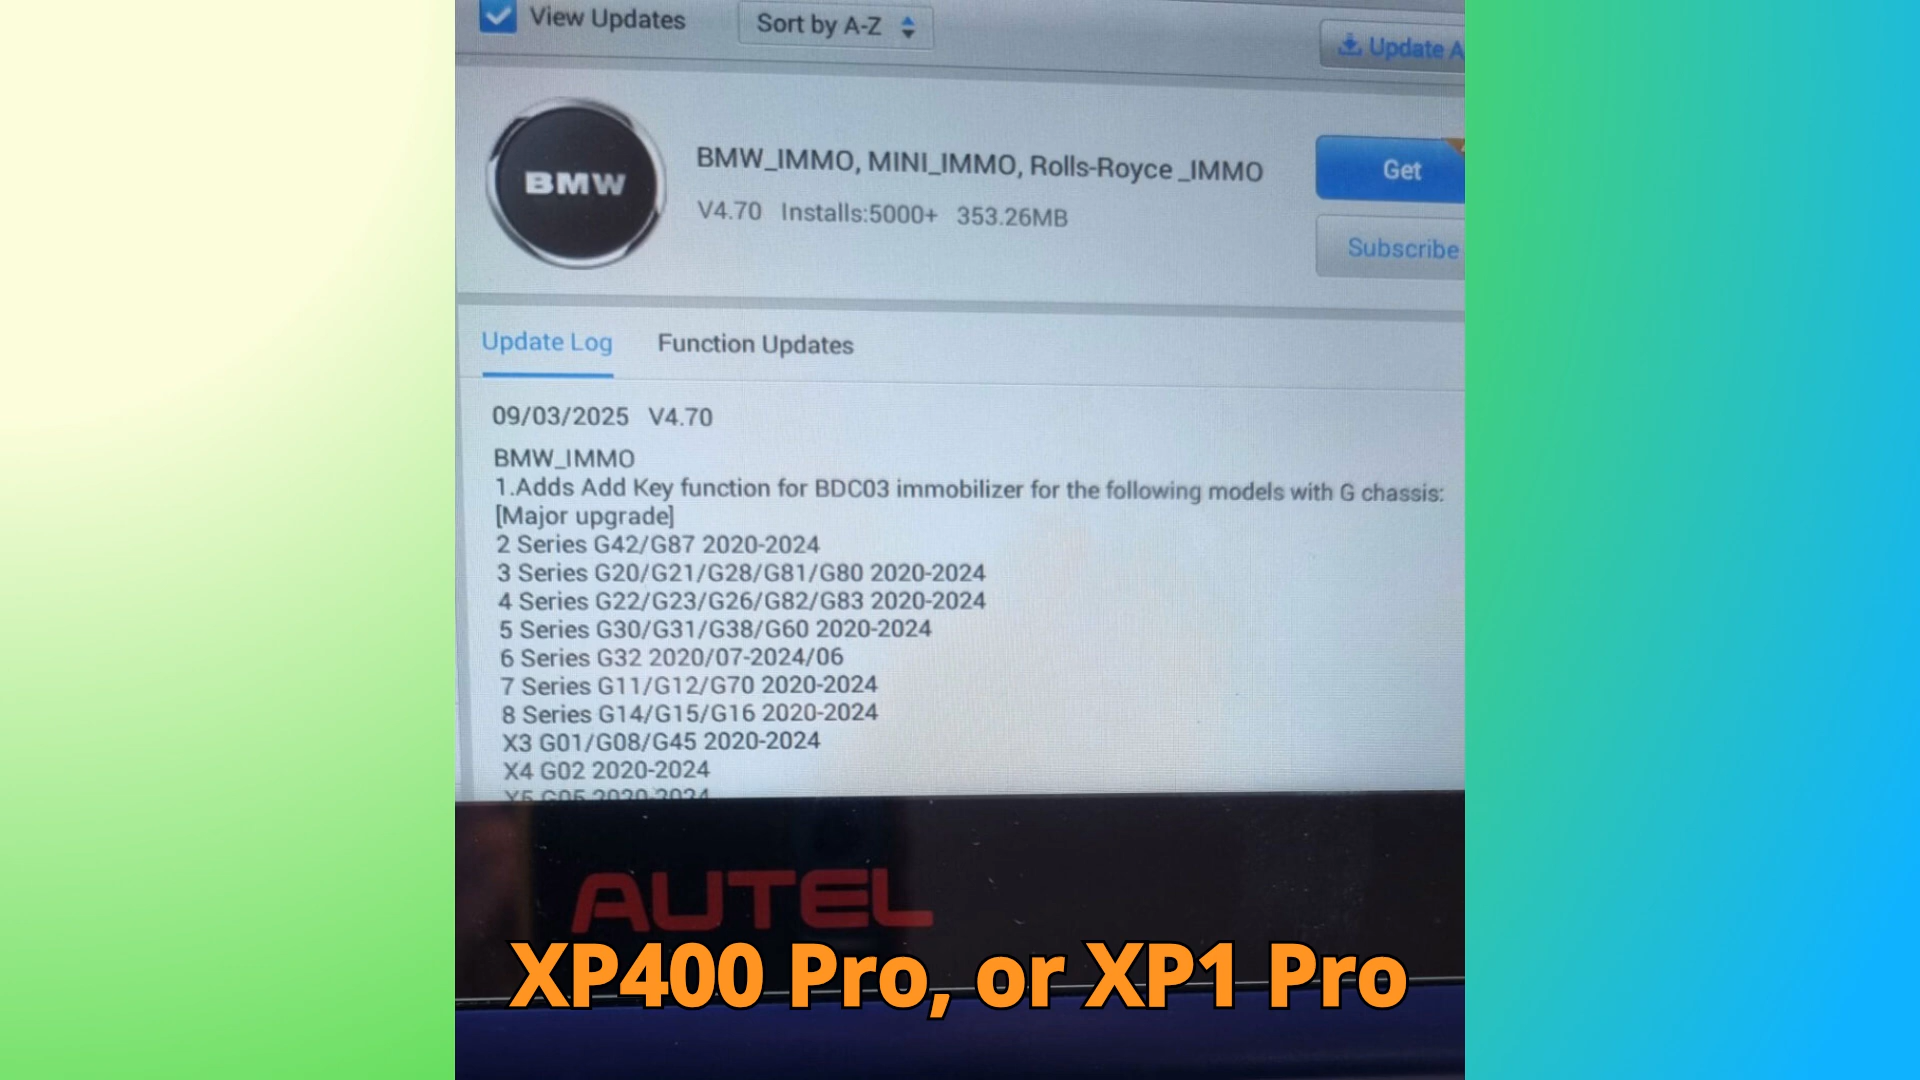 View Updates
Sort by A-Z
Update A
BMW
BMW_IMMO, MINI_IMMO, Rolls-Royce _IMMO
Get
V4.70 Installs:5000+ 353.26MB
Subscribe
Update Log
Function Updates
09/03/2025 V4.70
BMW_IMMO
1.Adds Add Key function for BDC03 immobilizer for the following models with G chassis:
[Major upgrade]
2 Series G42/G87 2020-2024
3 Series G20/G21/G28/G81/G80 2020-2024
4 Series G22/G23/G26/G82/G83 2020-2024
5 Series G30/G31/G38/G60 2020-2024
6 Series G32 2020/07-2024/06
7 Series G11/G12/G70 2020-2024
8 Series G14/G15/G16 2020-2024
X3 G01/G08/G45 2020-2024
X4 G02 2020-2024
X5 G05 2020-2024
AUTEL
XP400 Pro, or XP1 Pro